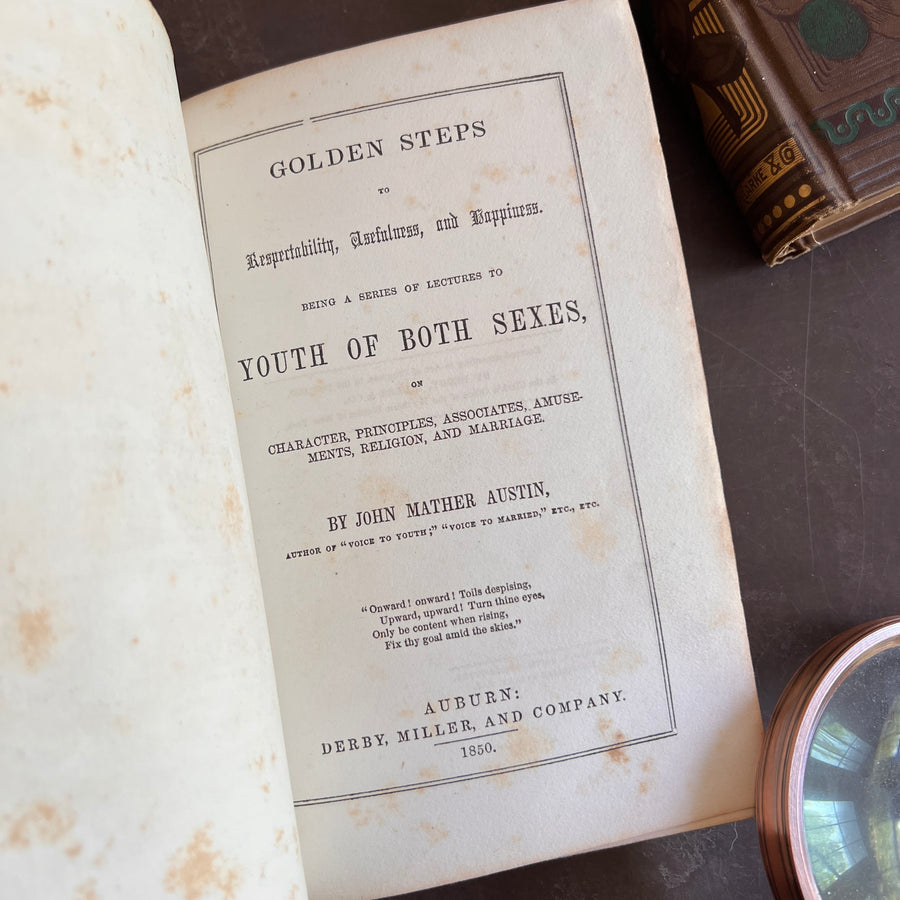 GOLDEN STEPS
TO
Respectability, Usefulness, and Happiness.
BEING A SERIES OF LECTURES TO
YOUTH OF BOTH SEXES,
ON
CHARACTER, PRINCIPLES, ASSOCIATES, AMUSE-
MENTS, RELIGION, AND MARRIAGE.
BY JOHN MATHER AUSTIN,
AUTHOR OF "VOICE TO YOUTH;" "VOICE TO MARRIED," ETC., ETC.
"Onward! onward! Toils despising,
Upward, upward! Turn thine eyes,
Only be content when rising,
Fix thy goal amid the skies."
AUBURN:
DERBY, MILLER, AND COMPANY.
1850.
& Co